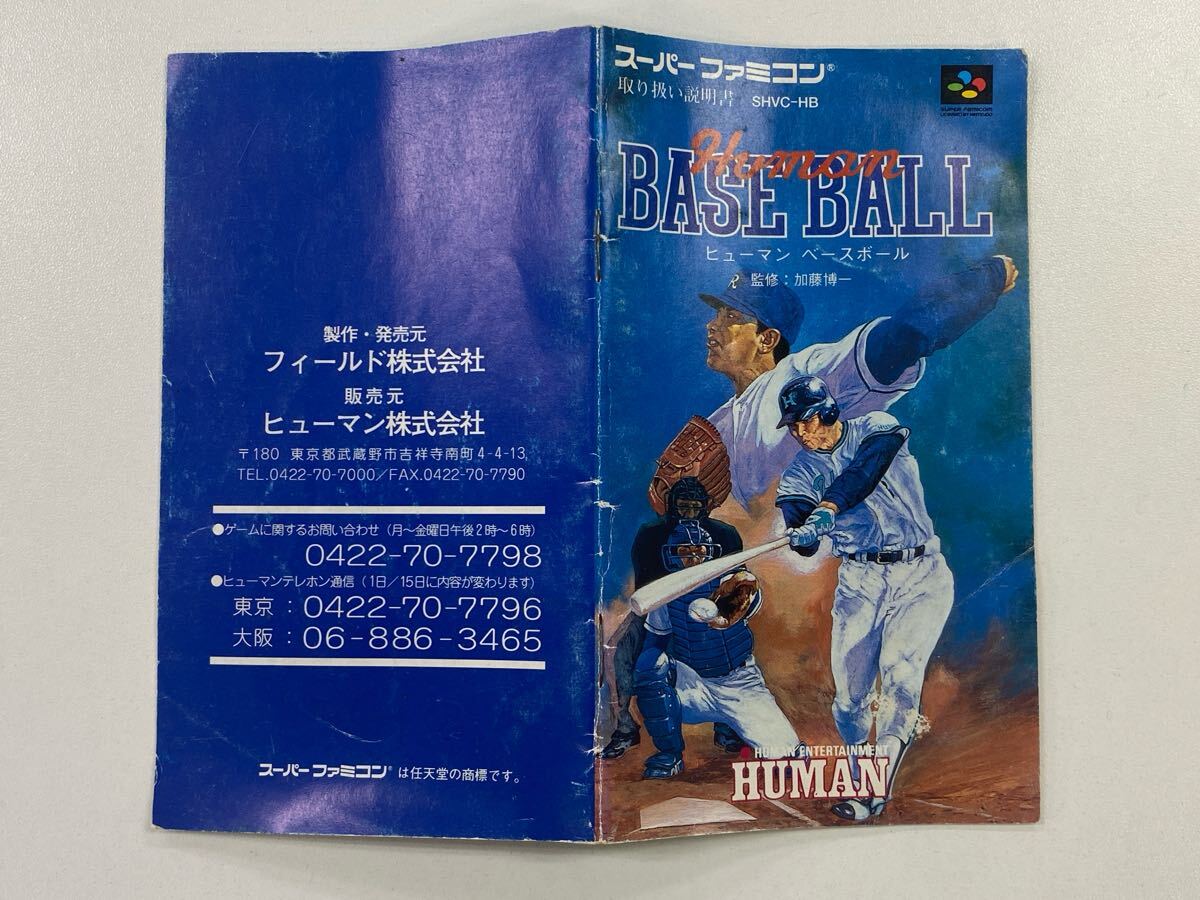 製作・発売元
フィールド株式会社
販売元
ヒューマン株式会社
〒180 東京都武蔵野市吉祥寺南町4-4-13
TEL.0422-70-7000/FAX.0422-70-7790
●ゲームに関するお問い合わせ(月〜金曜日午後2時〜6時)
0422-70-7798
●ヒューマンテレホン通信(1日/15日に内容が変わります)
東京:0422-70-7796
大阪:06-886-3465
スーパーファミコン®は任天堂の商標です。
スーパーファミコン®
取り扱い説明書 SHVC-HB
SUPER FAMICOM
LICENSED BY NINTENDO
Human
BASE BALL
ヒューマン ベースボール
監修:加藤博一
R
H
HUMAN ENTERTAINMENT
HUMAN